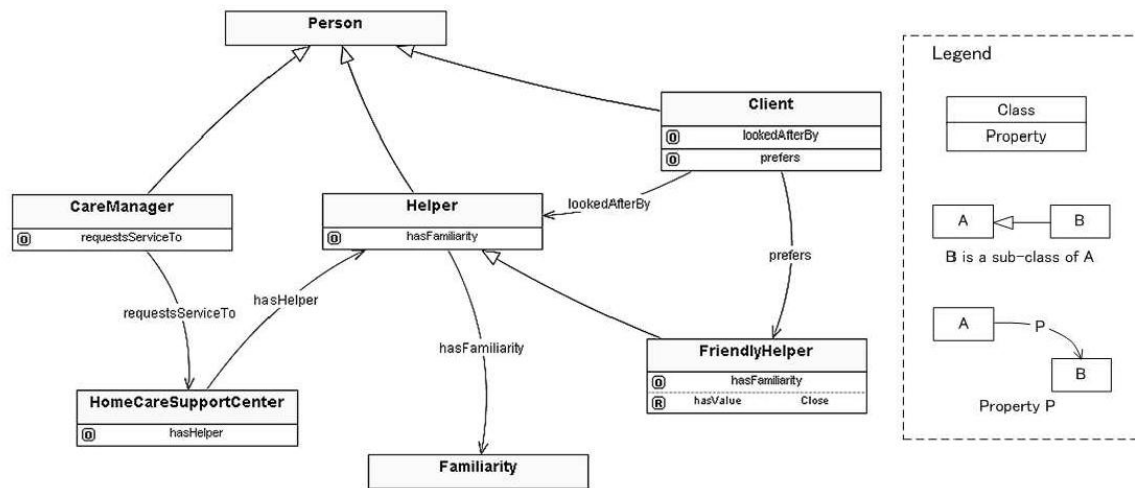 Person
Legend
Client
O lookedAfterBy
O prefers
Class
Property
CareManager
O requestsServiceTo
Helper
O hasFamiliarity
lookedAfterBy
A B
B is a sub-class of A
prefers
hasHelper
requestsServiceTo
A P
B
Property P
hasFamiliarity
FriendlyHelper
O hasFamiliarity
R hasValue Close
HomeCareSupportCenter
O hasHelper
Familiarity